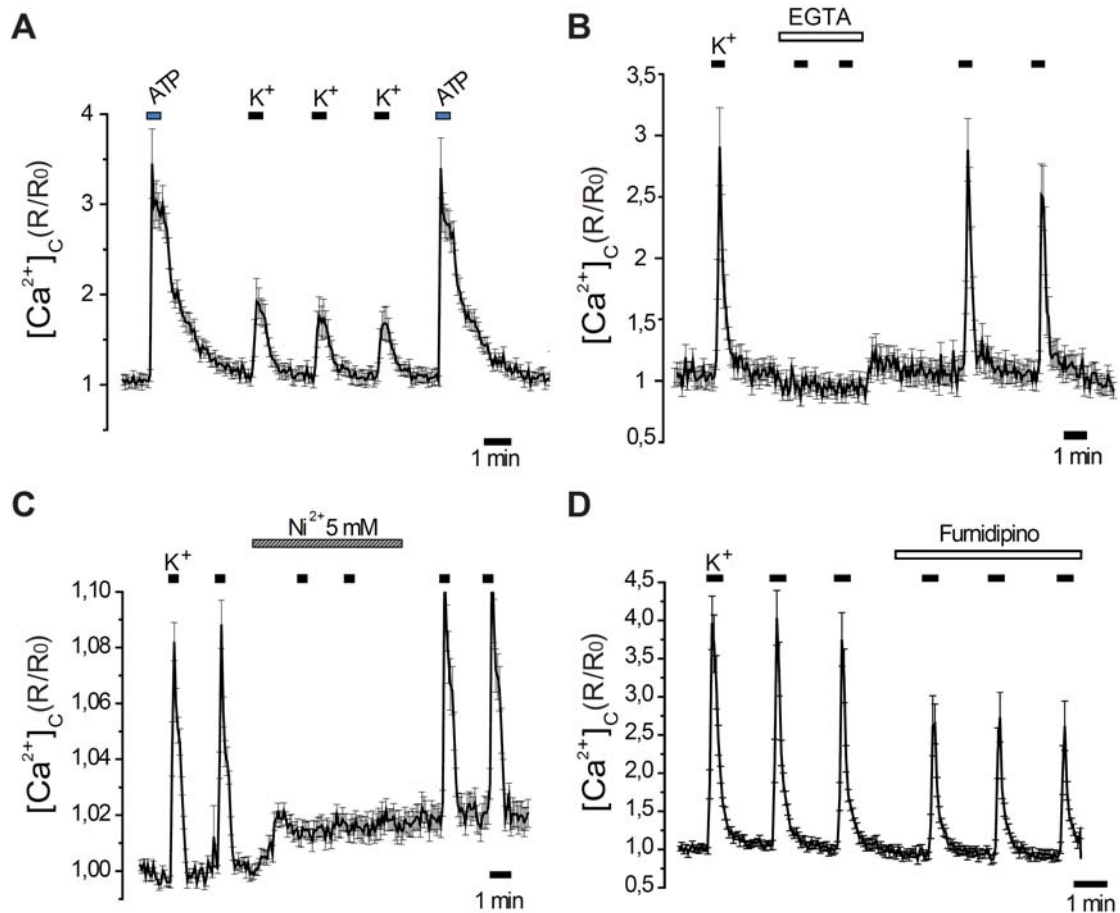 A
ATP
K+
K+
K+
ATP
4
3
2
1
[Ca2+]C(R/R0)
1 min
B
EGTA
K+
3,5
3
2,5
2
1,5
1
0,5
[Ca2+]C(R/R0)
1 min
C
Ni2+ 5 mM
K+
1,10
1,08
1,06
1,04
1,02
1,00
[Ca2+]C(R/R0)
1 min
D
Furnidipino
K+
4,5
4,0
3,5
3,0
2,5
2,0
1,5
1,0
0,5
[Ca2+]C(R/R0)
1 min